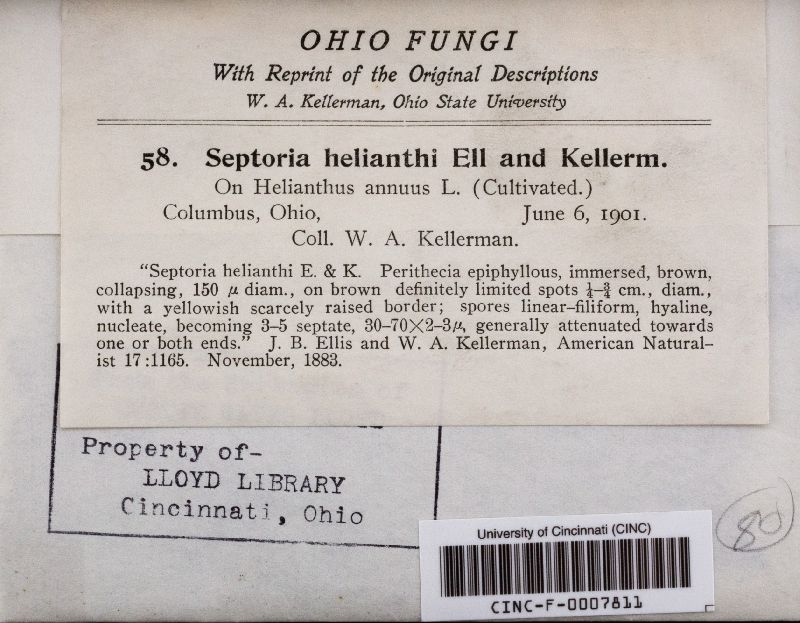 OHIO FUNGI
With Reprint of the Original Descriptions
W. A. Kellerman, Ohio State University
58. Septoria helianthi Ell and Kellerm.
On Helianthus annuus L. (Cultivated.)
Columbus, Ohio, June 6, 1901.
Coll. W. A. Kellerman.
"Septoria helianthi E. & K. Perithecia epiphyllous, immersed, brown,
collapsing, 150 μ diam., on brown definitely limited spots ¼–¾ cm., diam.,
with a yellowish scarcely raised border; spores linear-filiform, hyaline,
nucleate, becoming 3–5 septate, 30–70×2–3μ, generally attenuated towards
one or both ends." J. B. Ellis and W. A. Kellerman, American Natural-
ist 17:1165. November, 1883.
Property of-
LLOYD LIBRARY
Cincinnati, Ohio
80
University of Cincinnati (CINC)
CINC-F-0007811